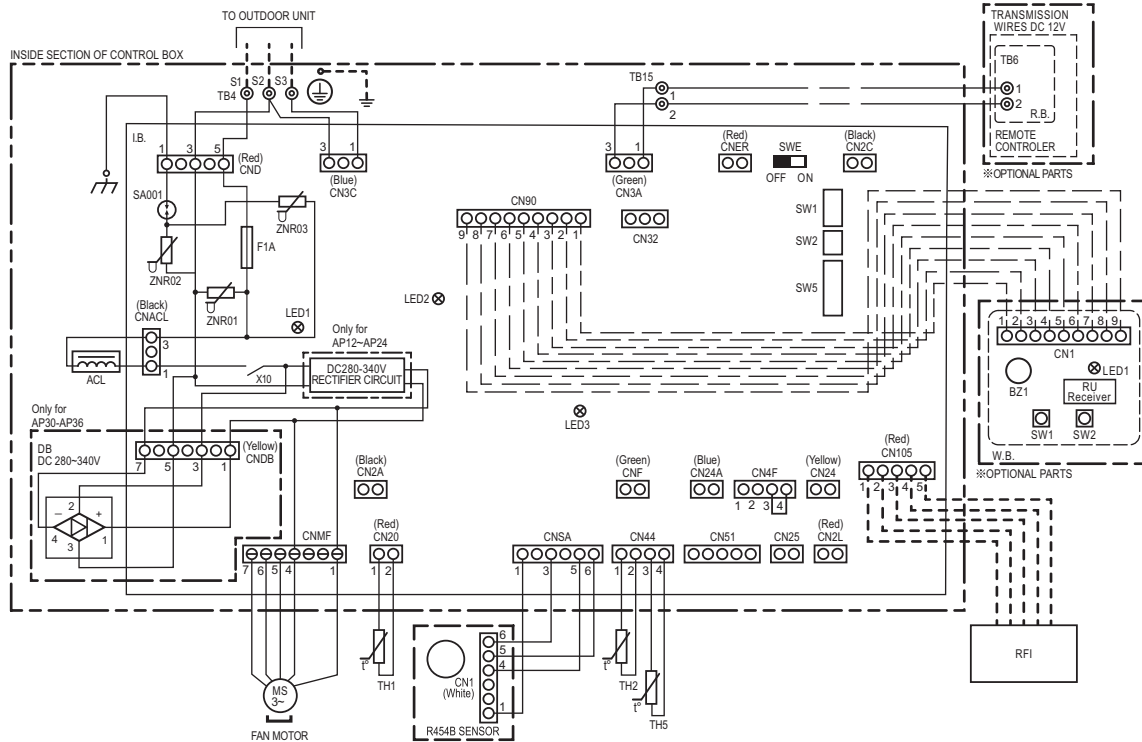 TO OUTDOOR UNIT
INSIDE SECTION OF CONTROL BOX
S1 S2 S3
TB4
TB15
1
2
TRANSMISSION
WIRES DC 12V
TB6
1
2
R.B.
REMOTE
CONTROLER
※OPTIONAL PARTS
I.B.
1 3 5
(Red)
CND
3 1
(Blue)
CN3C
3 1
(Green)
CN3A
(Red)
CNER
SWE
OFF ON
(Black)
CN2C
SA001
ZNR03
ZNR02
F1A
ZNR01
LED1
CN90
9 8 7 6 5 4 3 2 1
CN32
SW1
SW2
SW5
LED2
(Black)
CNACL
3
1
ACL
X10
Only for
AP12~AP24
DC280-340V
RECTIFIER CIRCUIT
LED3
1 2 3 4 5 6 7 8 9
CN1
BZ1
LED1
RU
Receiver
SW1 SW2
W.B.
※OPTIONAL PARTS
Only for
AP30-AP36
DB
DC 280~340V
7 5 3 1
(Yellow)
CNDB
2
− +
4 1
3
(Black)
CN2A
(Green)
CNF
(Blue)
CN24A
CN4F
1 2 3 4
(Yellow)
CN24
(Red)
CN105
1 2 3 4 5
CNMF
7 6 5 4 1
(Red)
CN20
1 2
CNSA
1 3 5 6
CN44
1 2 3 4
CN51
CN25
(Red)
CN2L
t°
TH1
6
5
4
1
CN1
(White)
R454B SENSOR
t°
TH2
t°
TH5
MS
3~
FAN MOTOR
RFI